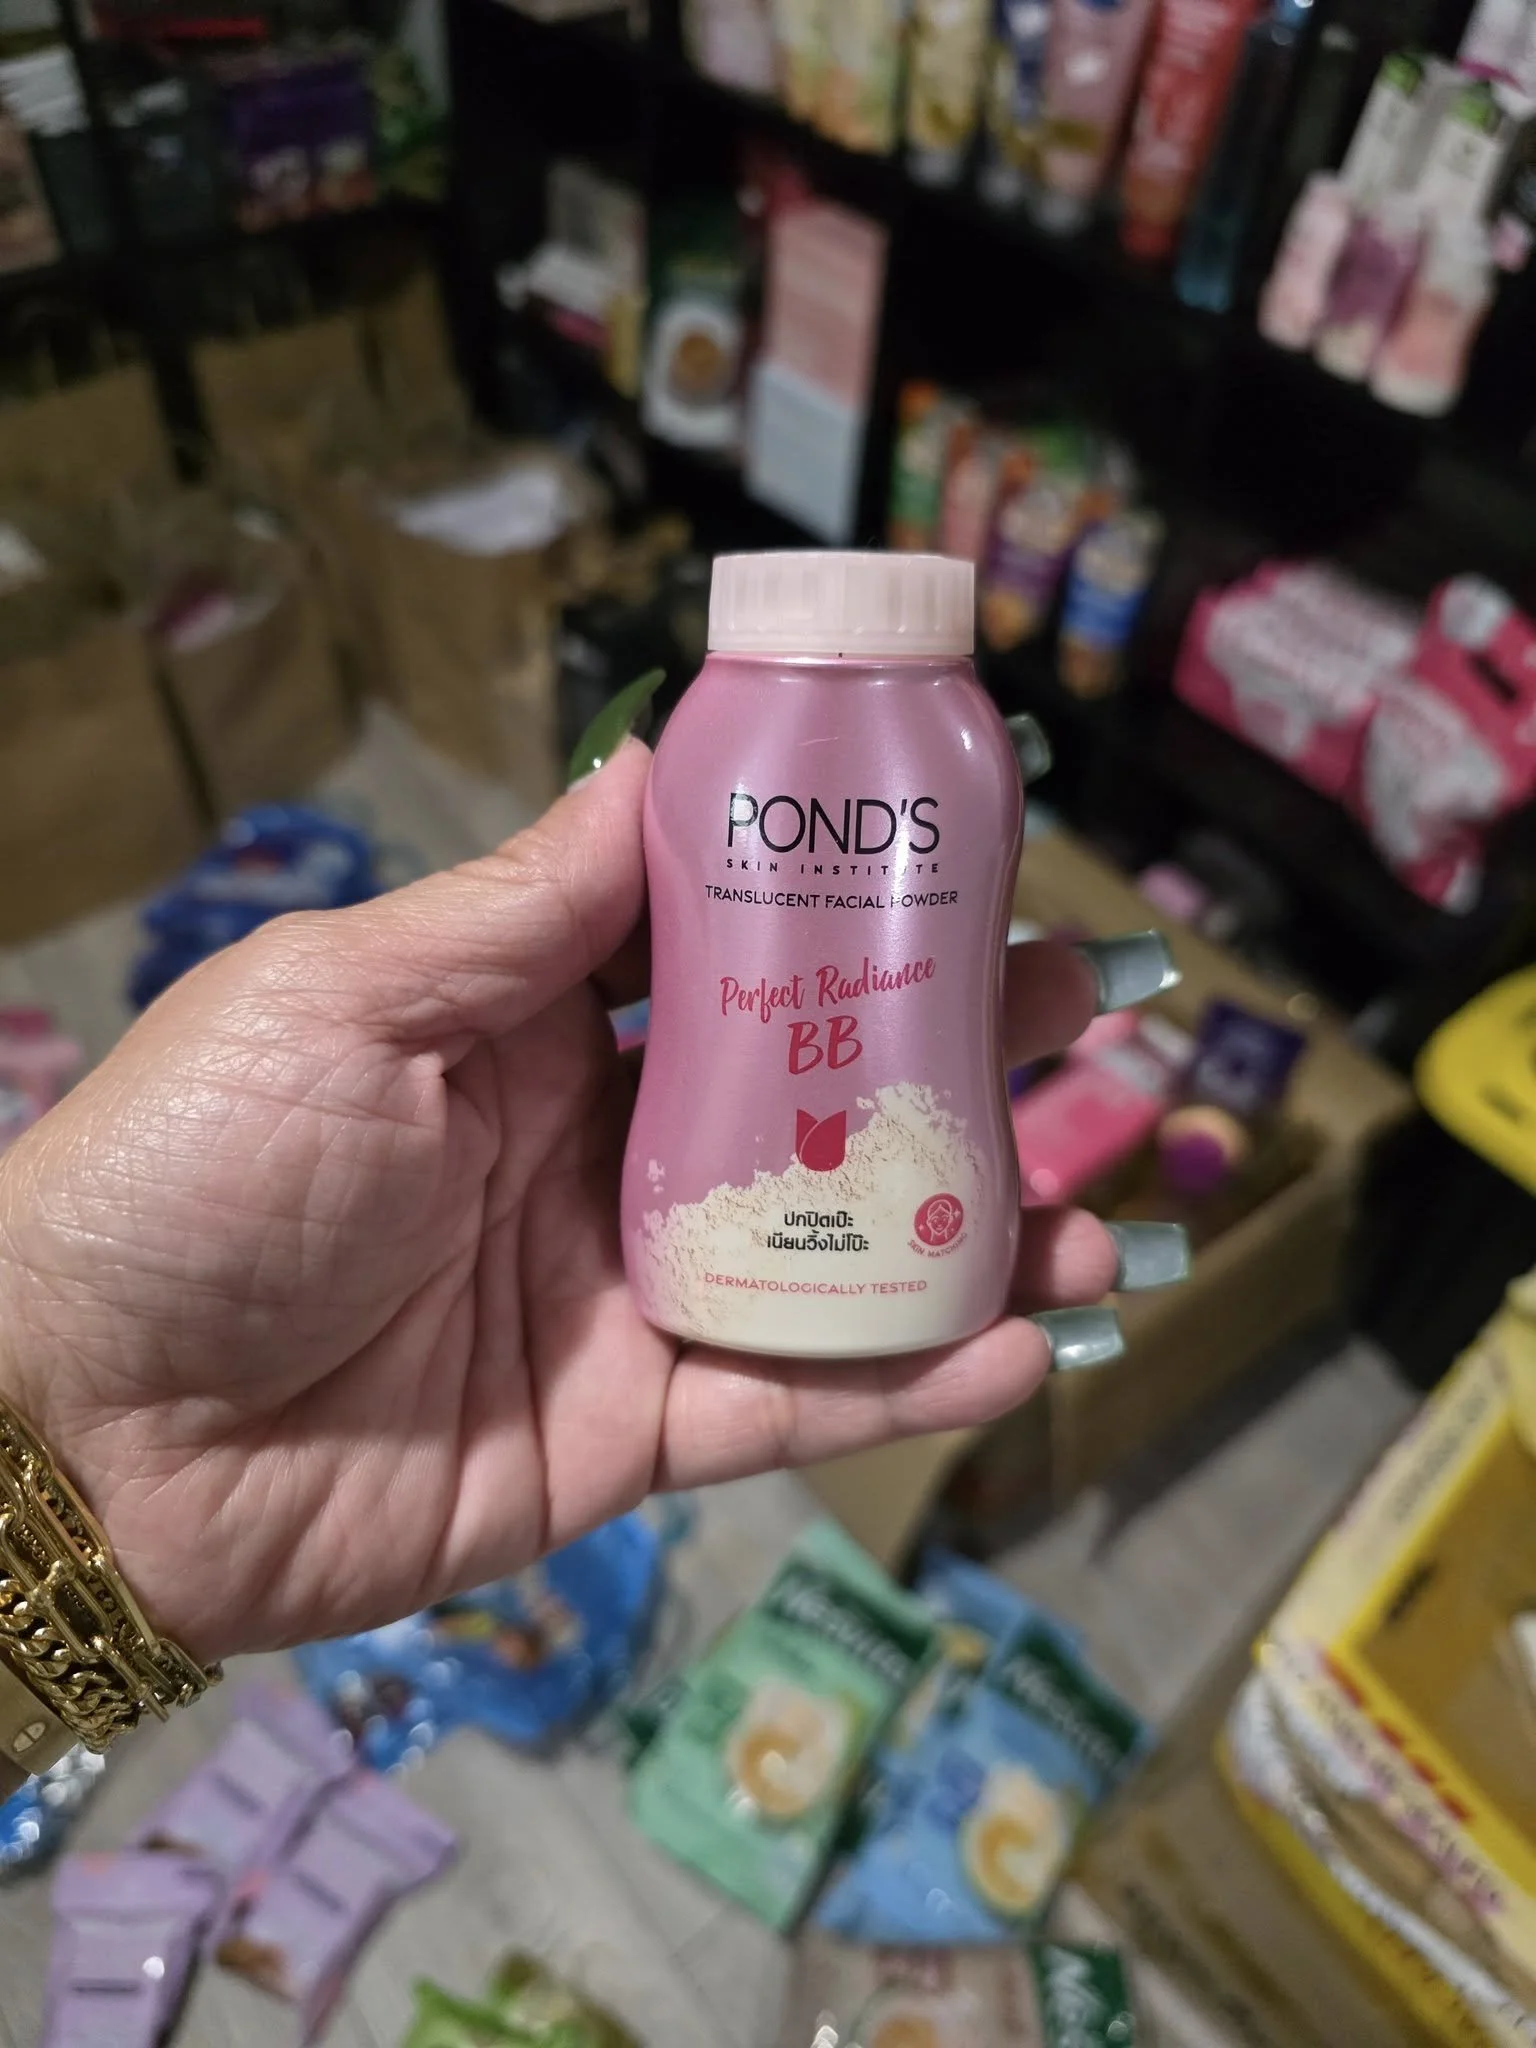 POND'S
SKIN INSTITUTE
TRANSLUCENT FACIAL POWDER
Perfect Radiance
BB
ปกปิดเป๊ะ
เนียนวิ้งไม่โป๊ะ
SKIN MATCHING
DERMATOLOGICALLY TESTED